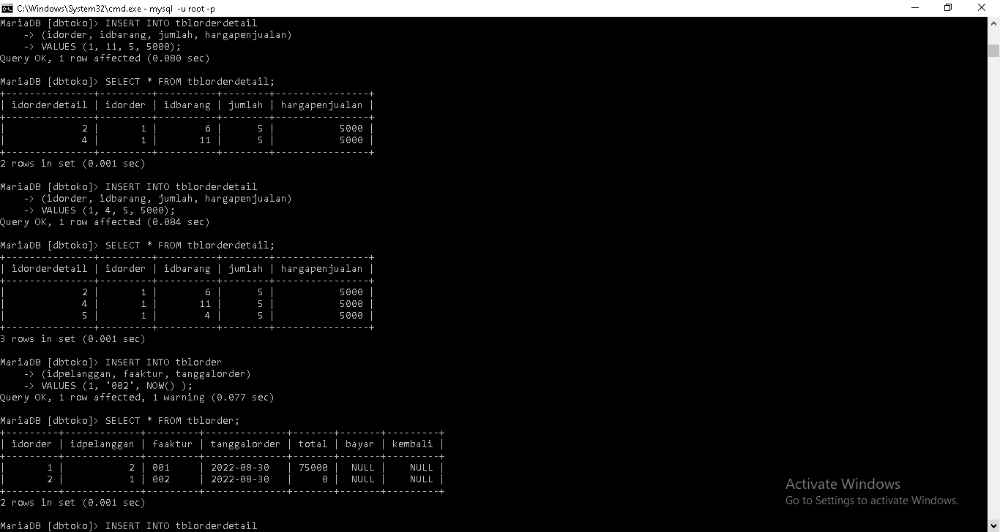 C:\Windows\System32\cmd.exe - mysql -u root -p
MariaDB [dbtoko]> INSERT INTO tblorderdetail
    -> (idorder, idbarang, jumlah, hargapenjualan)
    -> VALUES (1, 11, 5, 5000);
Query OK, 1 row affected (0.080 sec)

MariaDB [dbtoko]> SELECT * FROM tblorderdetail;
+---------------+---------+----------+--------+----------------+
| idorderdetail | idorder | idbarang | jumlah | hargapenjualan |
+---------------+---------+----------+--------+----------------+
|             2 |       1 |        6 |      5 |           5000 |
|             4 |       1 |       11 |      5 |           5000 |
+---------------+---------+----------+--------+----------------+
2 rows in set (0.001 sec)

MariaDB [dbtoko]> INSERT INTO tblorderdetail
    -> (idorder, idbarang, jumlah, hargapenjualan)
    -> VALUES (1, 4, 5, 5000);
Query OK, 1 row affected (0.084 sec)

MariaDB [dbtoko]> SELECT * FROM tblorderdetail;
+---------------+---------+----------+--------+----------------+
| idorderdetail | idorder | idbarang | jumlah | hargapenjualan |
+---------------+---------+----------+--------+----------------+
|             2 |       1 |        6 |      5 |           5000 |
|             4 |       1 |       11 |      5 |           5000 |
|             5 |       1 |        4 |      5 |           5000 |
+---------------+---------+----------+--------+----------------+
3 rows in set (0.001 sec)

MariaDB [dbtoko]> INSERT INTO tblorder
    -> (idpelanggan, faaktur, tanggalorder)
    -> VALUES (1, '002', NOW() );
Query OK, 1 row affected, 1 warning (0.077 sec)

MariaDB [dbtoko]> SELECT * FROM tblorder;
+---------+-------------+---------+--------------+-------+-------+---------+
| idorder | idpelanggan | faaktur | tanggalorder | total | bayar | kembali |
+---------+-------------+---------+--------------+-------+-------+---------+
|       1 |           2 | 001     | 2022-08-30   | 75000 |  NULL |    NULL |
|       2 |           1 | 002     | 2022-08-30   |     0 |  NULL |    NULL |
+---------+-------------+---------+--------------+-------+-------+---------+
2 rows in set (0.001 sec)

MariaDB [dbtoko]> INSERT INTO tblorderdetail
Activate Windows
Go to Settings to activate Windows.